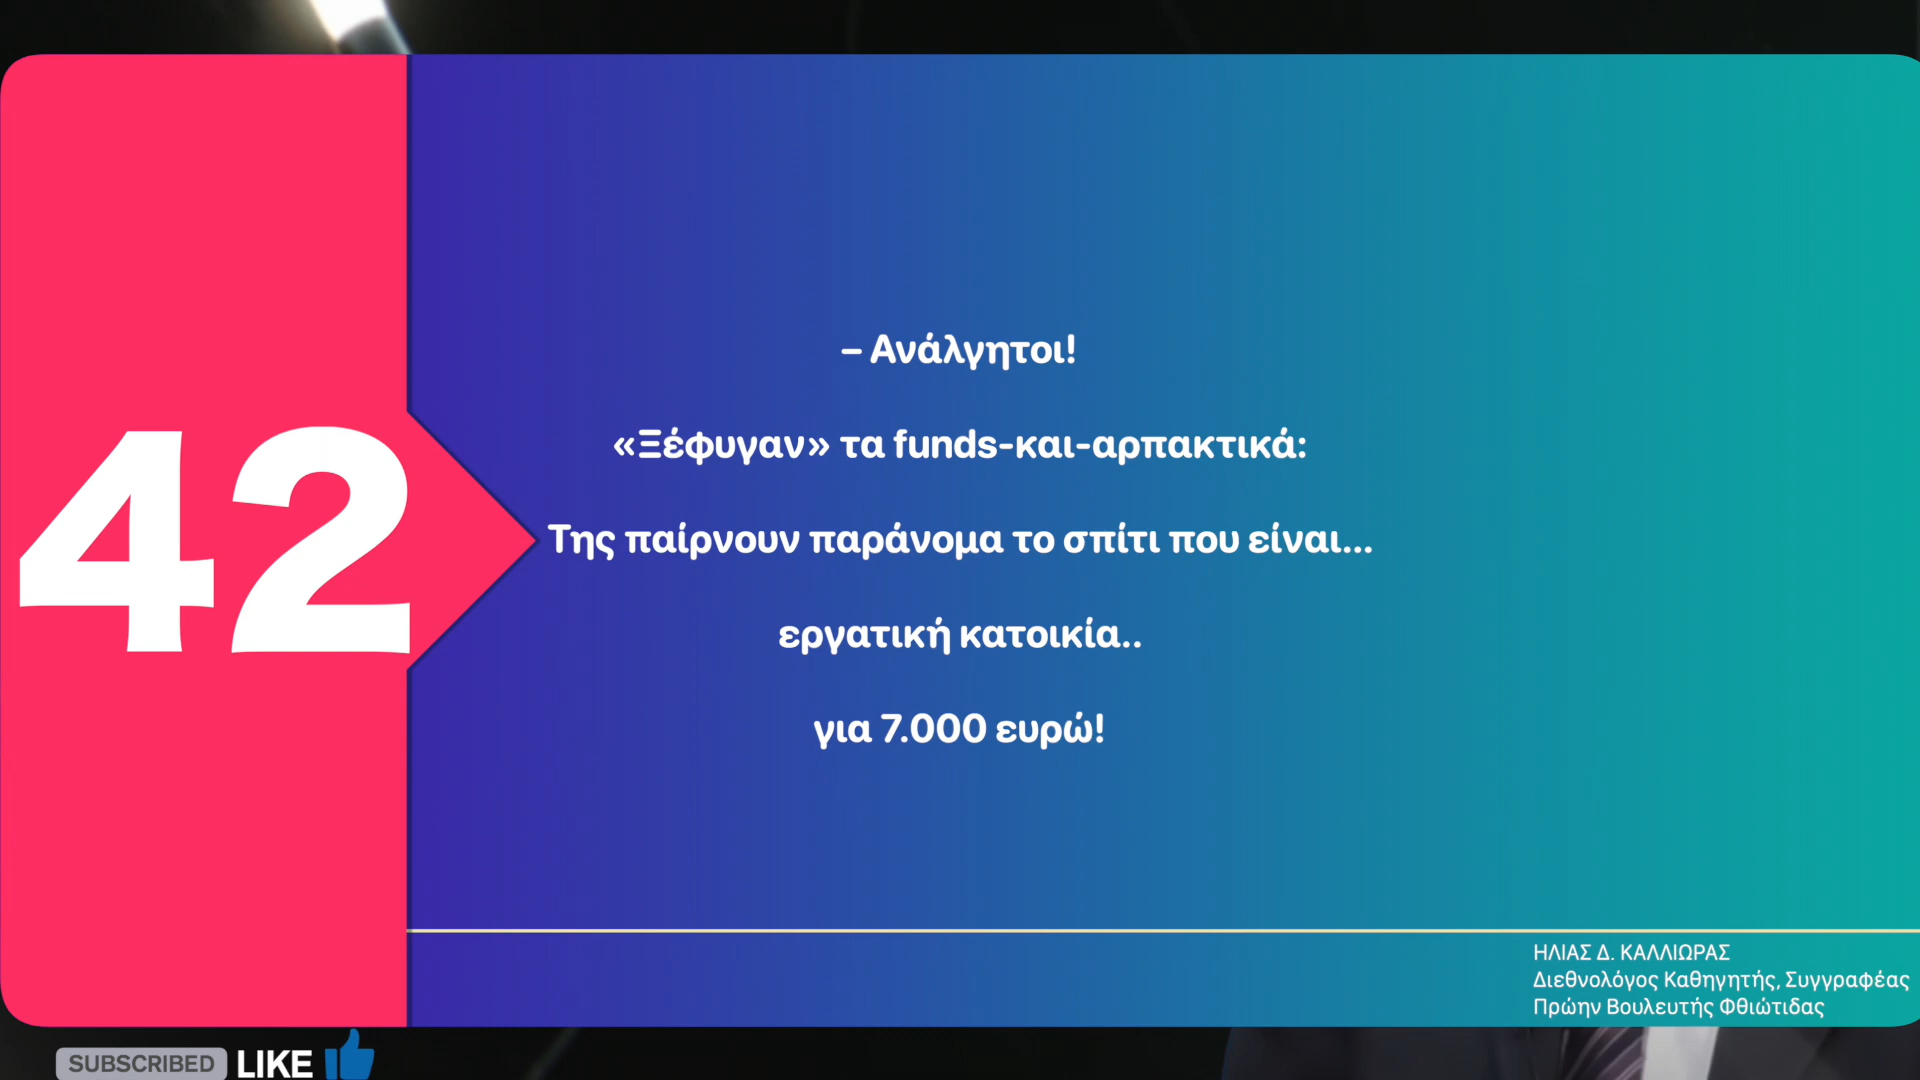 42
– Ανάλγητοι!
«Ξέφυγαν» τα funds-και-αρπακτικά:
Της παίρνουν παράνομα το σπίτι που είναι...
εργατική κατοικία..
για 7.000 ευρώ!
ΗΛΙΑΣ Δ. ΚΑΛΛΙΩΡΑΣ
Διεθνολόγος Καθηγητής, Συγγραφέας
Πρώην Βουλευτής Φθιώτιδας
SUBSCRIBED LIKE